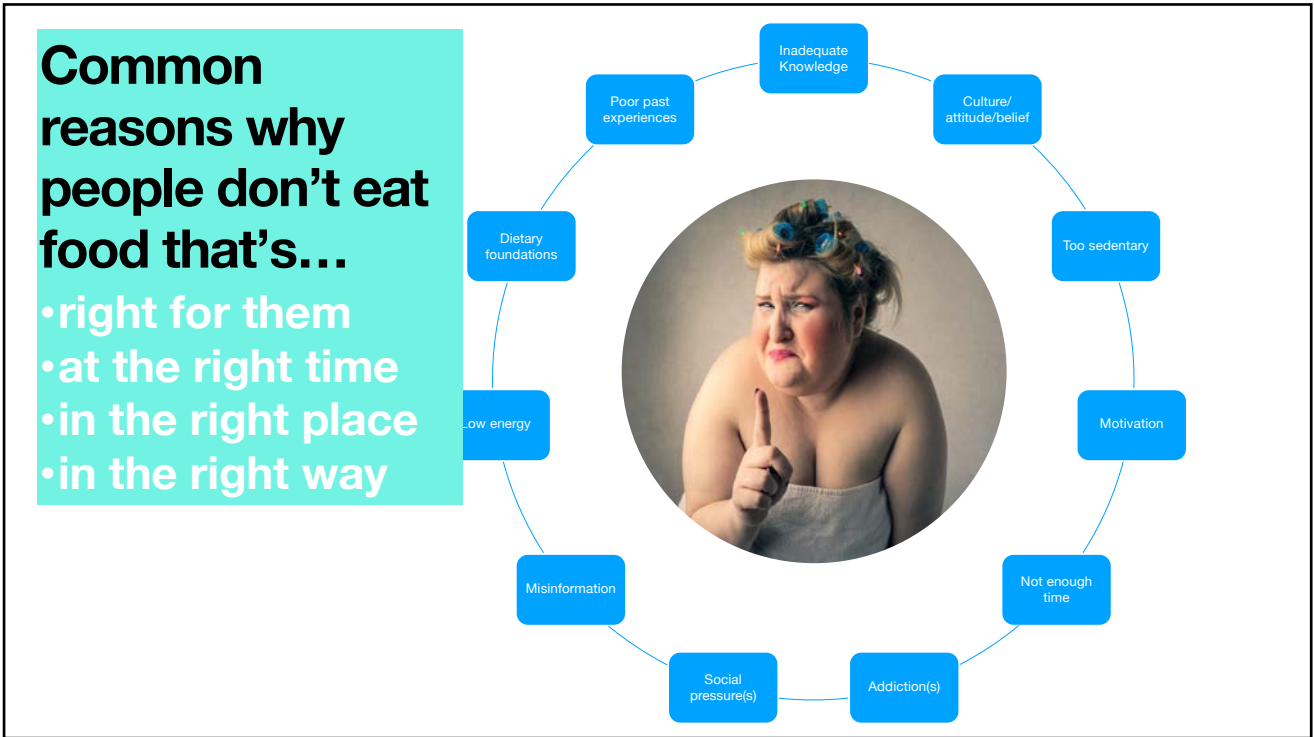 Common
reasons why
people don’t eat
food that’s…
•right for them
•at the right time
•in the right place
•in the right way
Inadequate
Knowledge
Culture/
attitude/belief
Too sedentary
Motivation
Not enough
time
Addiction(s)
Social
pressure(s)
Misinformation
Low energy
Dietary
foundations
Poor past
experiences